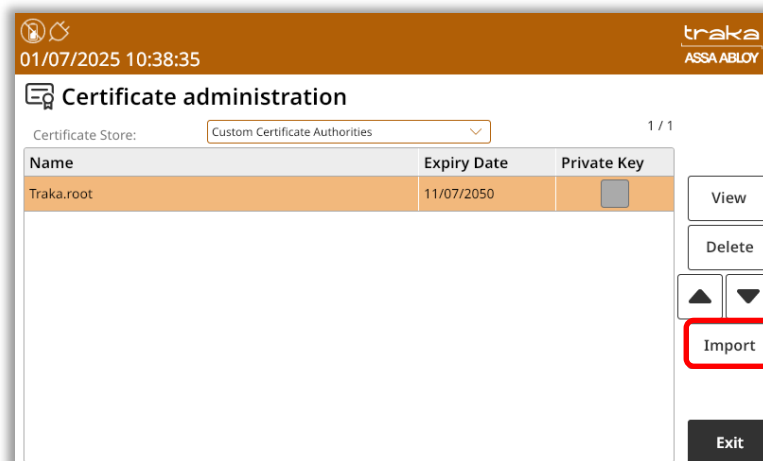 traka
01/07/2025 10:38:35
ASSA ABLOY
Certificate administration
Certificate Store:
Custom Certificate Authorities
1 / 1
Name Expiry Date Private Key
Traka.root 11/07/2050
View
Delete
Import
Exit